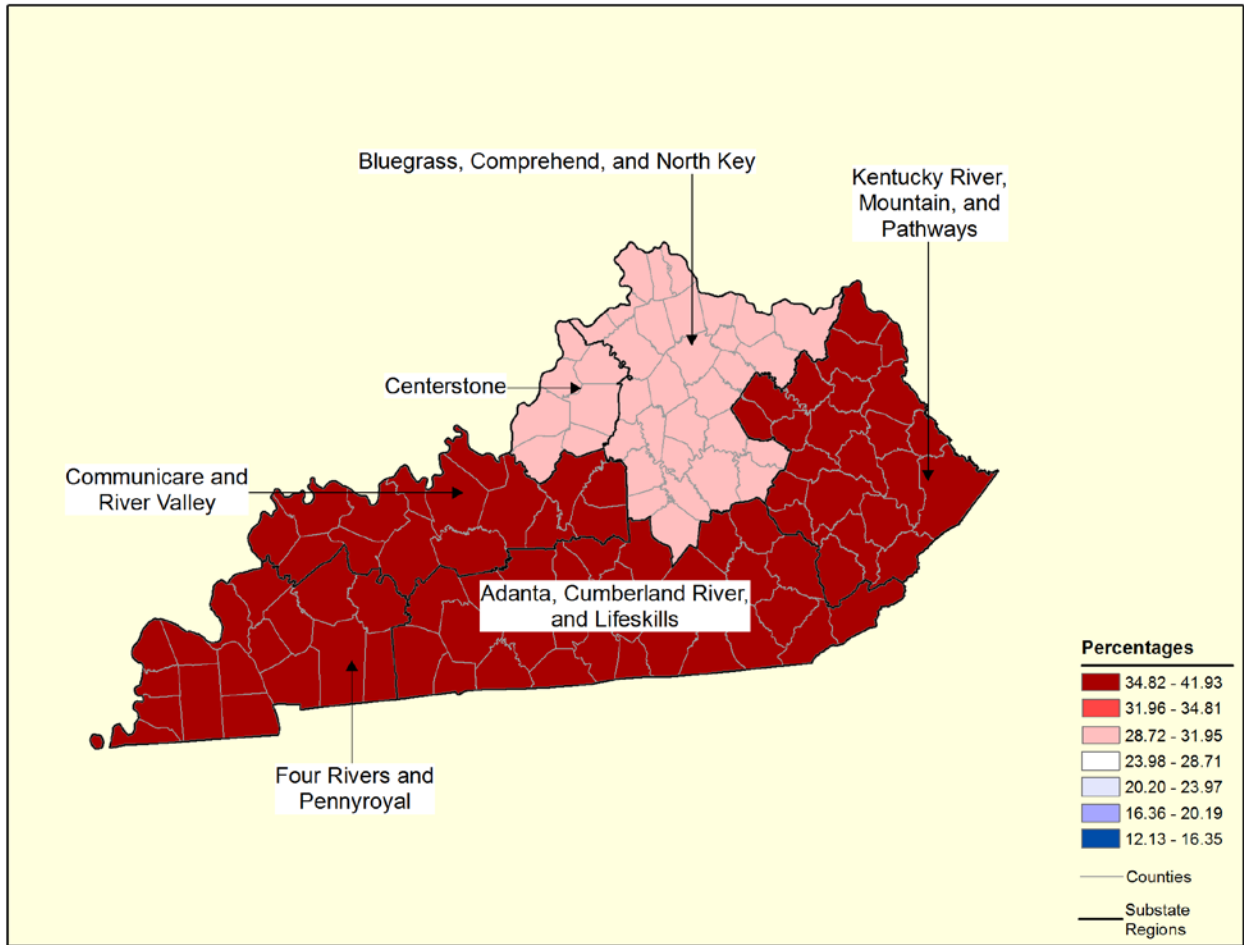 Bluegrass, Comprehend, and North Key
Kentucky River,
Mountain, and
Pathways
Centerstone
Communicare and
River Valley
Adanta, Cumberland River,
and Lifeskills
Four Rivers and
Pennyroyal
Percentages
34.82 - 41.93
31.96 - 34.81
28.72 - 31.95
23.98 - 28.71
20.20 - 23.97
16.36 - 20.19
12.13 - 16.35
Counties
Substate
Regions